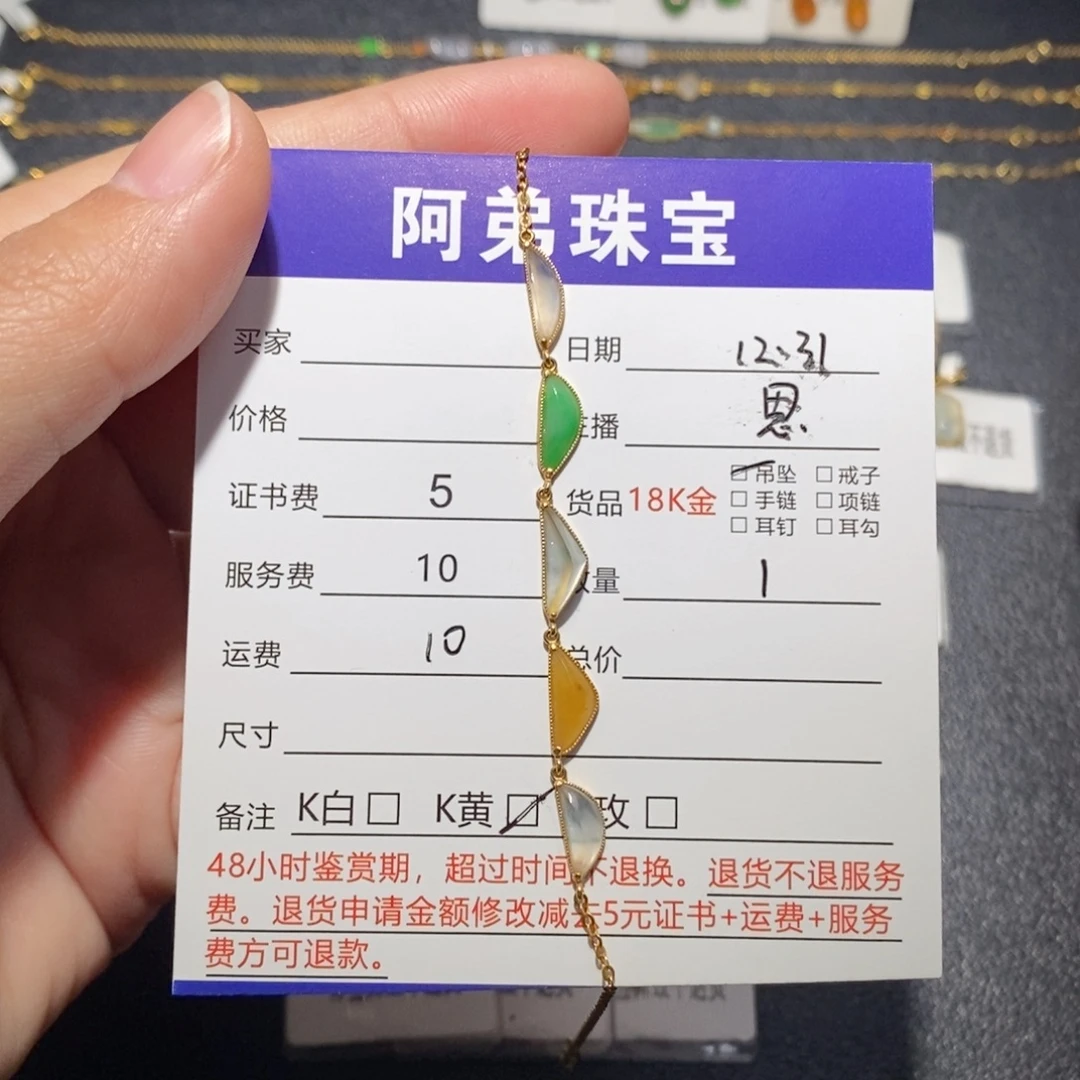 阿弟珠宝
买家 日期 12.31
价格 播 思
证书费 5 货品 18K金 吊坠 戒子
手链 项链
耳钉 耳勾
服务费 10 量 1
运费 10 总价
尺寸
备注 K白 K黄 玫
48小时鉴赏期，超过时间不退换。退货不退服务
费。退货申请金额修改减去5元证书+运费+服务
费方可退款。
不退货